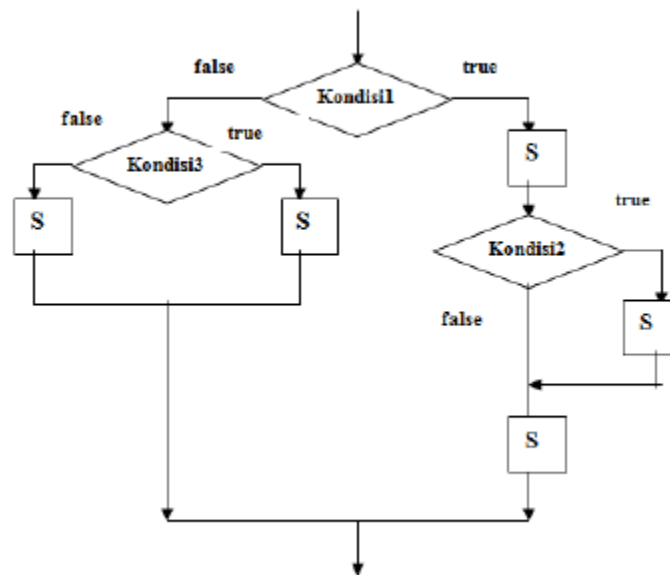 false
true
Kondisi1
false
true
Kondisi3
S
S
S
true
Kondisi2
S
false
S